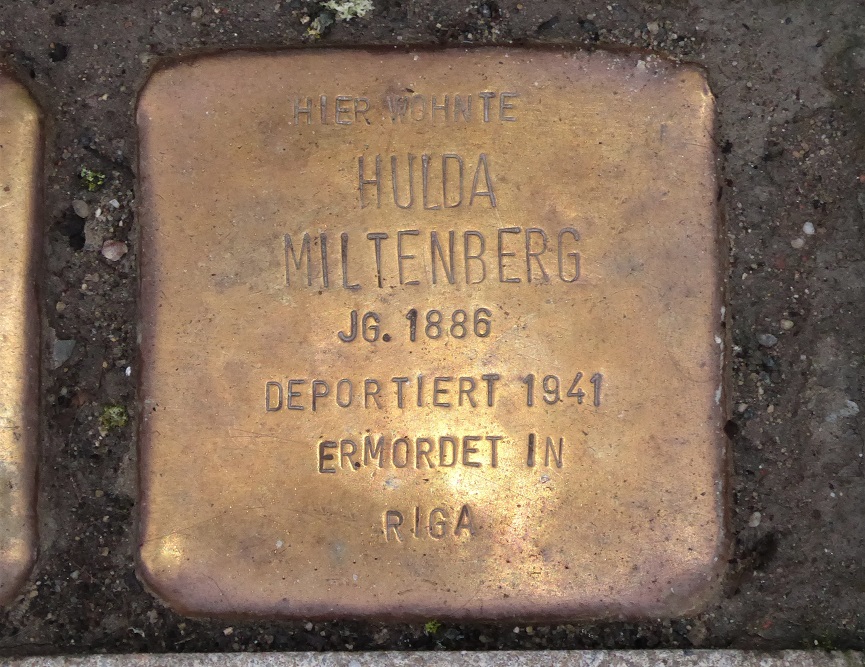 HIER WOHNTE
HULDA
MILTENBERG
JG. 1886
DEPORTIERT 1941
ERMORDET IN
RIGA